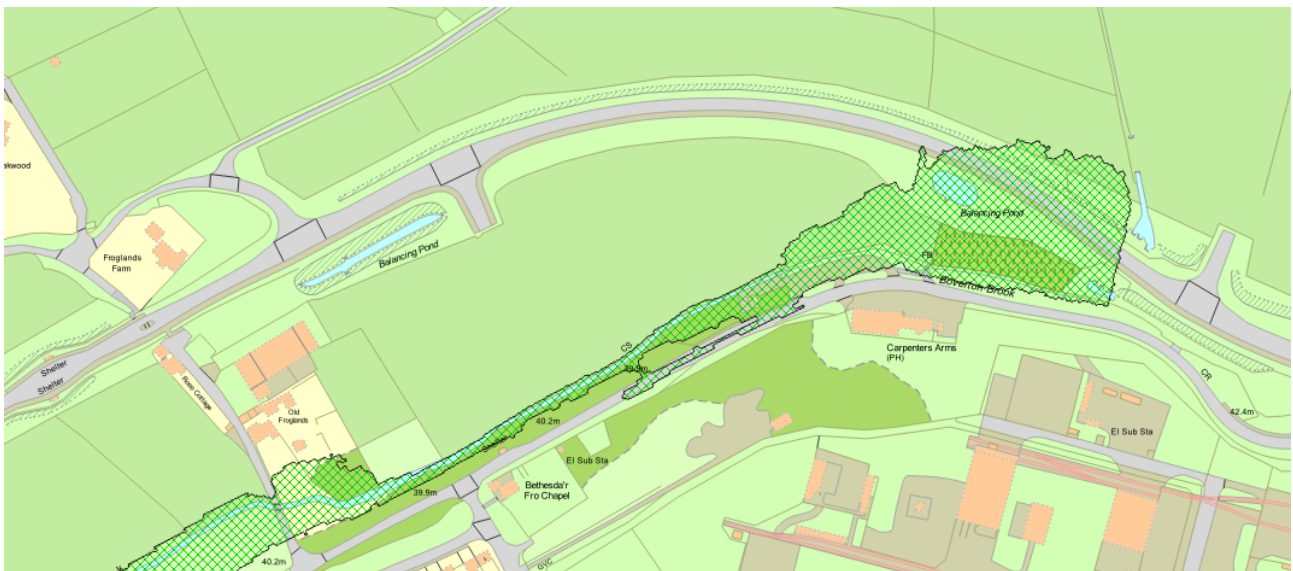 akwood
Froglands
Farm
Balancing Pond
Balancing Pond
FB
Boverton Brook
Carpenters Arms
(PH)
CS
39.9m
CR
42.4m
El Sub Sta
Shelter
Shelter
Rose Cottage
Old
Froglands
40.2m
Shelter
El Sub Sta
Bethesda'r
Fro Chapel
39.9m
40.2m